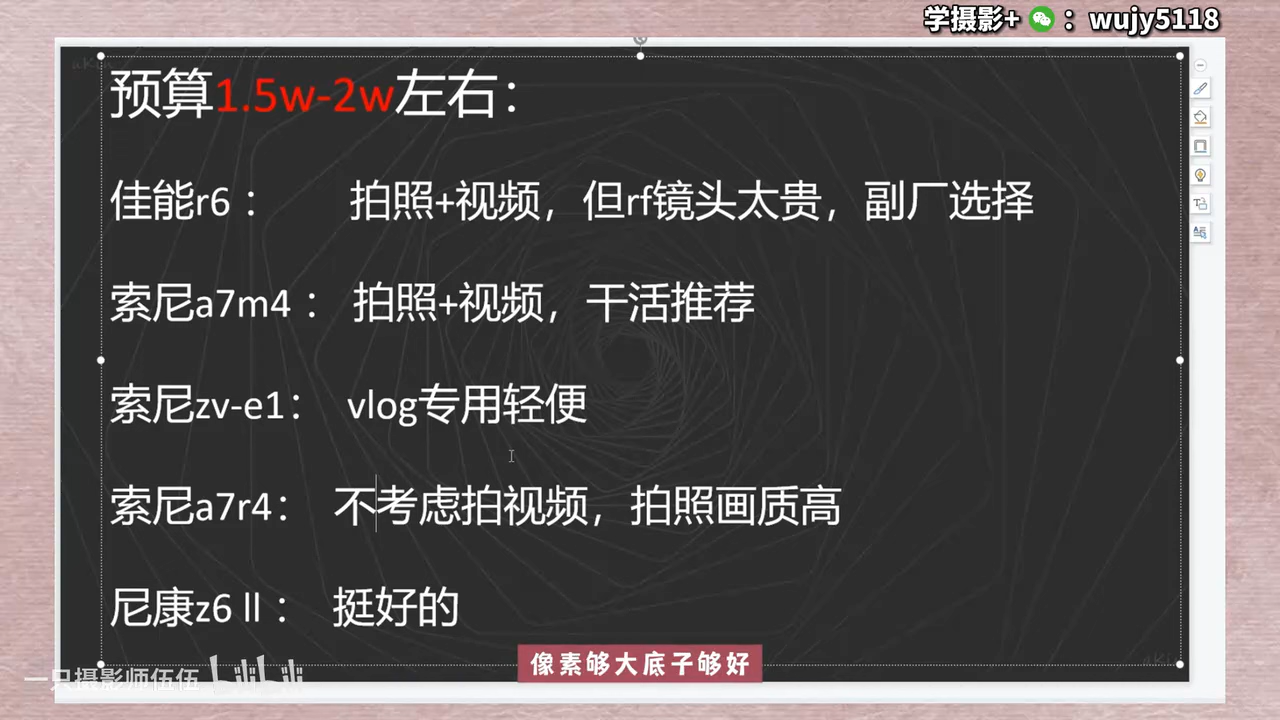 学摄影+ ：wujy5118
预算1.5w-2w左右：
佳能r6： 拍照+视频，但rf镜头太贵，副厂选择
索尼a7m4： 拍照+视频，干活推荐
索尼zv-e1： vlog专用轻便
索尼a7r4： 不考虑拍视频，拍照画质高
尼康z6Ⅱ： 挺好的
像素够大底子够好
一只摄影师伍伍 bilibili